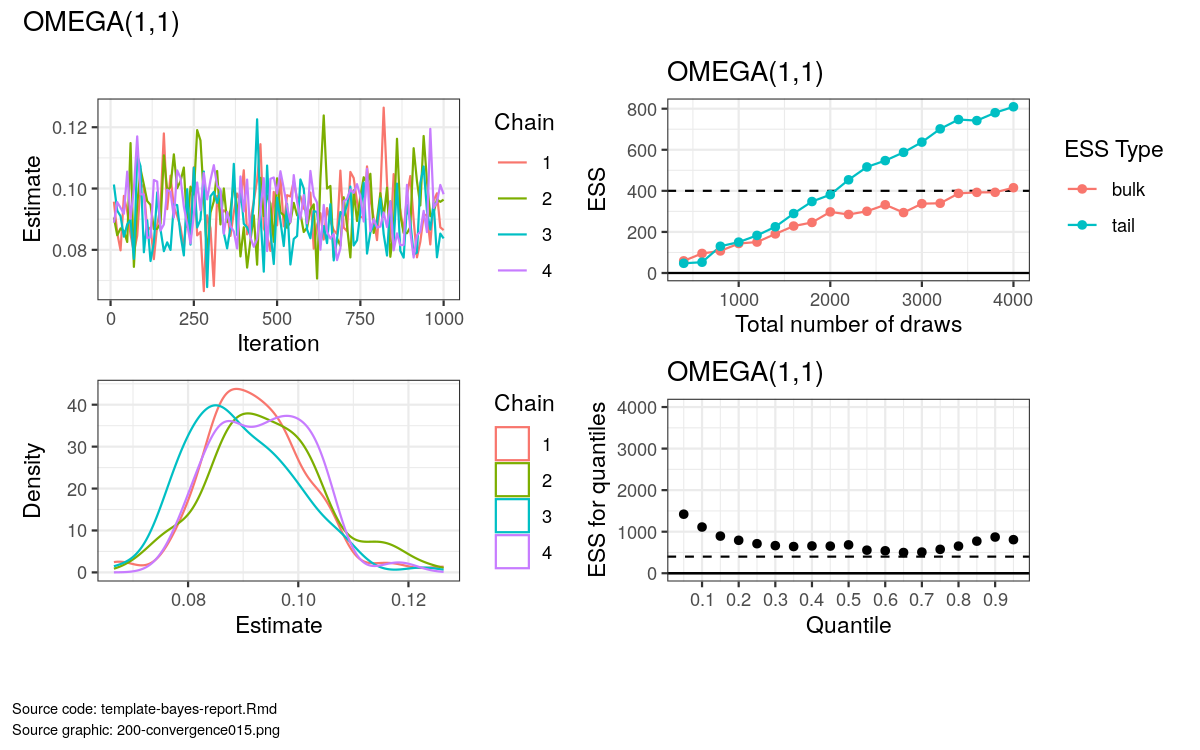 OMEGA(1,1)
Estimate
0.12
0.10
0.08
0
250
500
750
1000
Iteration
Chain
1
2
3
4
OMEGA(1,1)
ESS
800
600
400
200
0
1000
2000
3000
4000
Total number of draws
ESS Type
bulk
tail
Density
40
30
20
10
0
0.08
0.10
0.12
Estimate
Chain
1
2
3
4
OMEGA(1,1)
ESS for quantiles
4000
3000
2000
1000
0
0.1
0.2
0.3
0.4
0.5
0.6
0.7
0.8
0.9
Quantile
Source code: template-bayes-report.Rmd
Source graphic: 200-convergence015.png